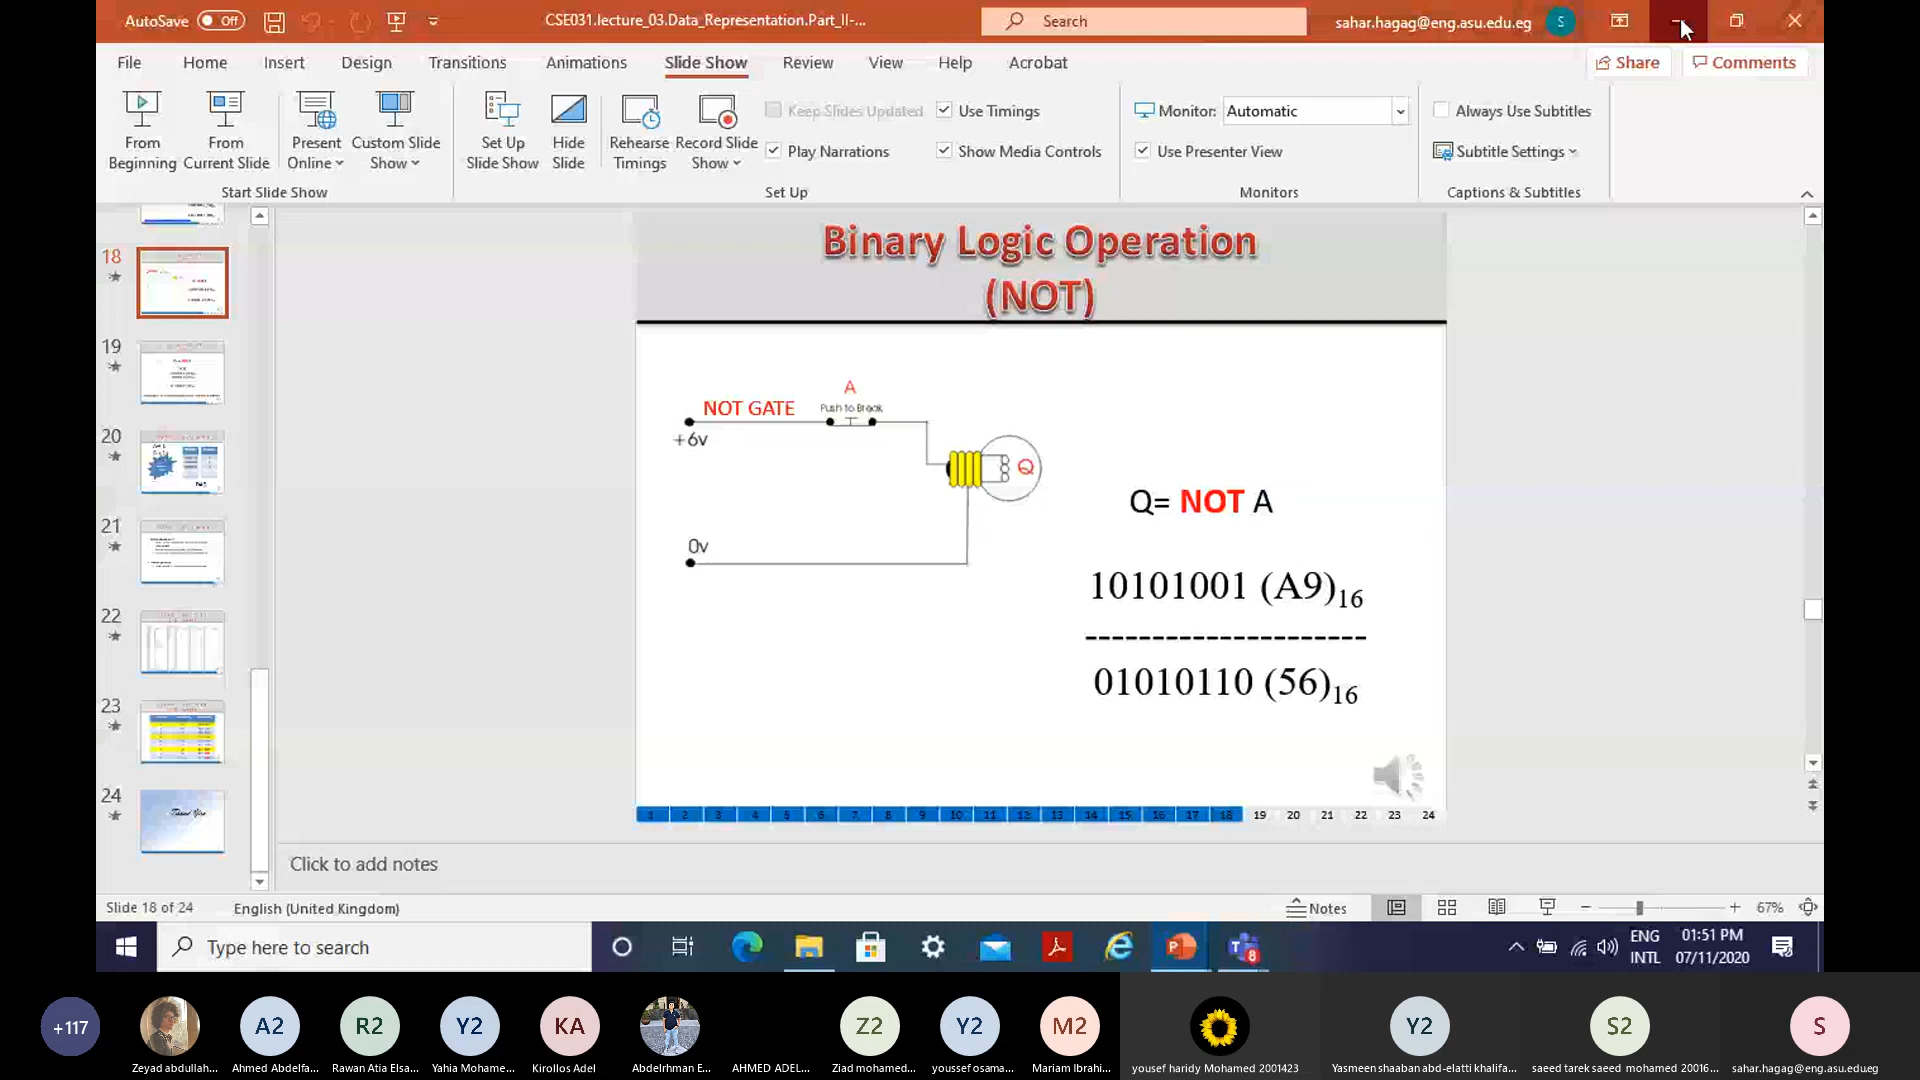 AutoSave Off
CSE031.lecture_03.Data_Representation.Part_II-...
Search
sahar.hagag@eng.asu.edu.eg
S
File Home Insert Design Transitions Animations Slide Show Review View Help Acrobat
Share
Comments
From Beginning
From Current Slide
Present Online
Custom Slide Show
Start Slide Show
Set Up Slide Show
Hide Slide
Rehearse Timings
Record Slide Show
Keep Slides Updated
Play Narrations
Use Timings
Show Media Controls
Set Up
Monitor: Automatic
Use Presenter View
Monitors
Always Use Subtitles
Subtitle Settings
Captions & Subtitles
18
19
20
21
22
23
24
Thank You
Binary Logic Operation
(NOT)
A
NOT GATE
Push to Break
+6v
Q
0v
Q= NOT A
10101001 (A9)16
--------------------
01010110 (56)16
1 2 3 4 5 6 7 8 9 10 11 12 13 14 15 16 17 18 19 20 21 22 23 24
Click to add notes
Slide 18 of 24
English (United Kingdom)
Notes
67%
Type here to search
8
ENG
INTL
01:51 PM
07/11/2020
+117
A2
R2
Y2
KA
Z2
Y2
M2
Y2
S2
S
Zeyad abdullah...
Ahmed Abdelfa...
Rawan Atia Elsa...
Yahia Mohame...
Kirollos Adel
Abdelrhman E...
AHMED ADEL...
Ziad mohamed...
youssef osama...
Mariam Ibrahi...
yousef haridy Mohamed 2001423
Yasmeen shaaban abd-elatti khalifa...
saeed tarek saeed mohamed 20016...
sahar.hagag@eng.asu.edu.eg